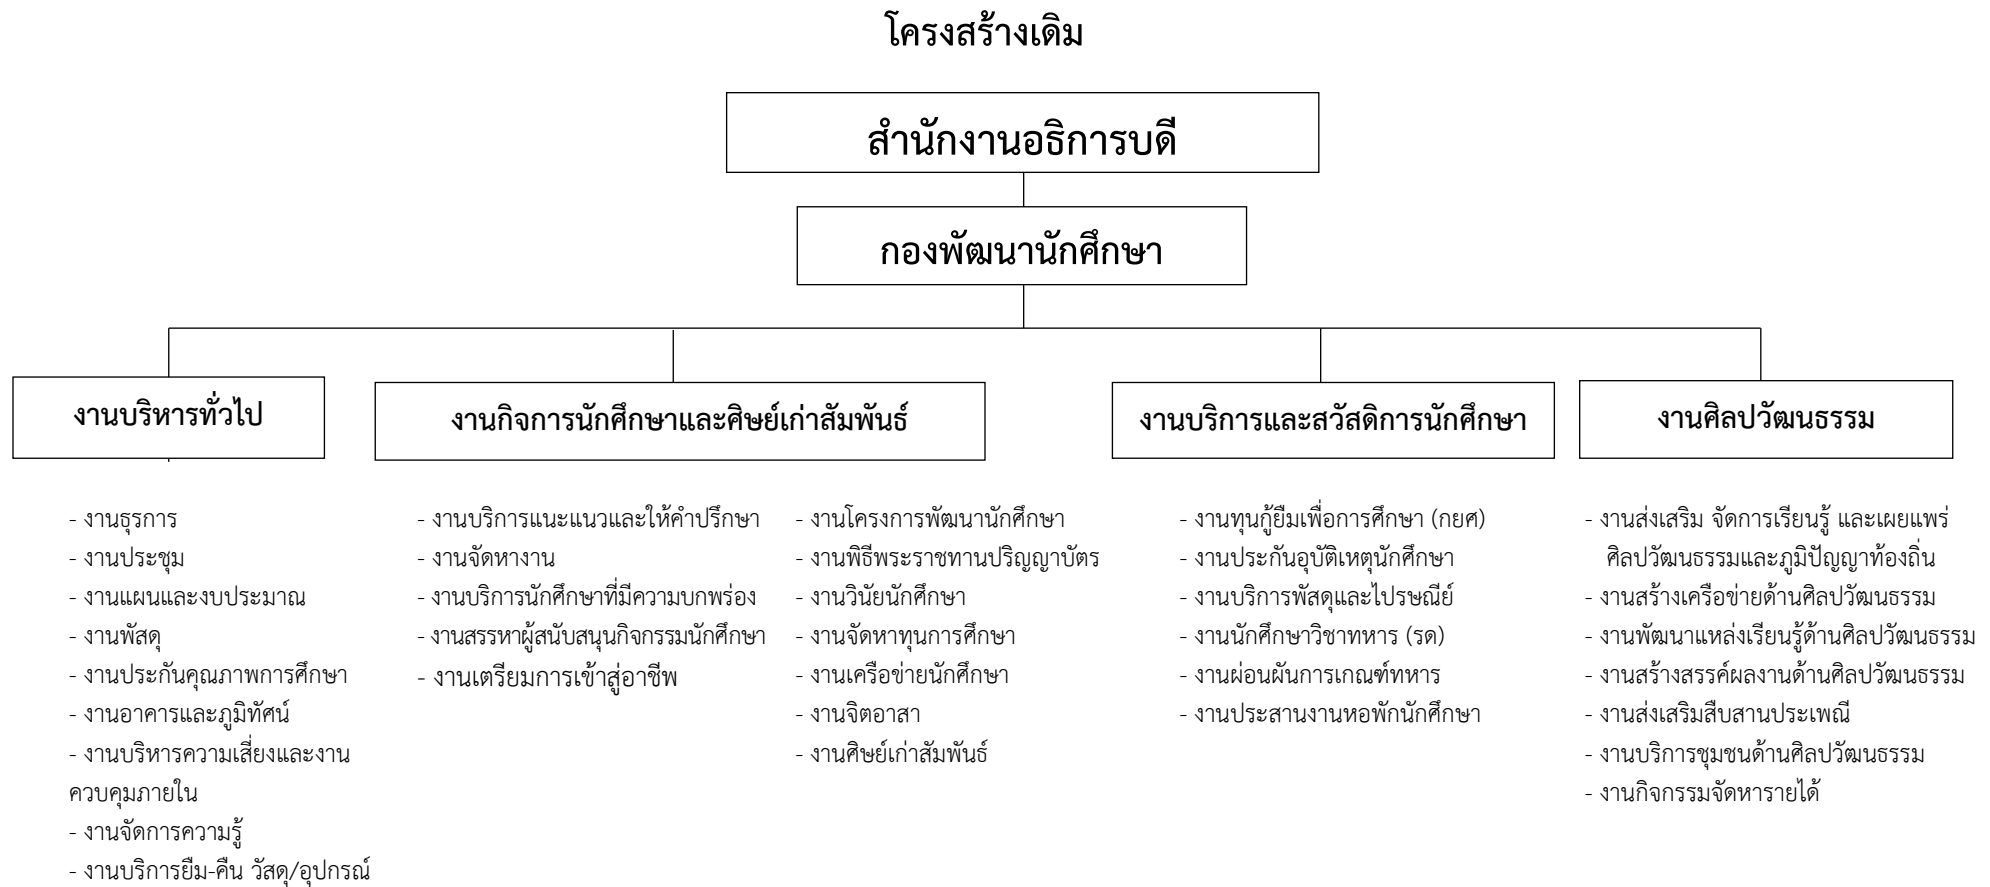 โครงสร้างเดิม
สำนักงานอธิการบดี
กองพัฒนานักศึกษา
งานบริหารทั่วไป
- งานธุรการ
- งานประชุม
- งานแผนและงบประมาณ
- งานพัสดุ
- งานประกันคุณภาพการศึกษา
- งานอาคารและภูมิทัศน์
- งานบริหารความเสี่ยงและงาน
ควบคุมภายใน
- งานจัดการความรู้
- งานบริการยืม-คืน วัสดุ/อุปกรณ์
งานกิจการนักศึกษาและศิษย์เก่าสัมพันธ์
- งานบริการแนะแนวและให้คำปรึกษา
- งานจัดหางาน
- งานบริการนักศึกษาที่มีความบกพร่อง
- งานสรรหาผู้สนับสนุนกิจกรรมนักศึกษา
- งานเตรียมการเข้าสู่อาชีพ
- งานโครงการพัฒนานักศึกษา
- งานพิธีพระราชทานปริญญาบัตร
- งานวินัยนักศึกษา
- งานจัดหาทุนการศึกษา
- งานเครือข่ายนักศึกษา
- งานจิตอาสา
- งานศิษย์เก่าสัมพันธ์
งานบริการและสวัสดิการนักศึกษา
- งานทุนกู้ยืมเพื่อการศึกษา (กยศ)
- งานประกันอุบัติเหตุนักศึกษา
- งานบริการพัสดุและไปรษณีย์
- งานนักศึกษาวิชาทหาร (รด)
- งานผ่อนผันการเกณฑ์ทหาร
- งานประสานงานหอพักนักศึกษา
งานศิลปวัฒนธรรม
- งานส่งเสริม จัดการเรียนรู้ และเผยแพร่
ศิลปวัฒนธรรมและภูมิปัญญาท้องถิ่น
- งานสร้างเครือข่ายด้านศิลปวัฒนธรรม
- งานพัฒนาแหล่งเรียนรู้ด้านศิลปวัฒนธรรม
- งานสร้างสรรค์ผลงานด้านศิลปวัฒนธรรม
- งานส่งเสริมสืบสานประเพณี
- งานบริการชุมชนด้านศิลปวัฒนธรรม
- งานกิจกรรมจัดหารายได้